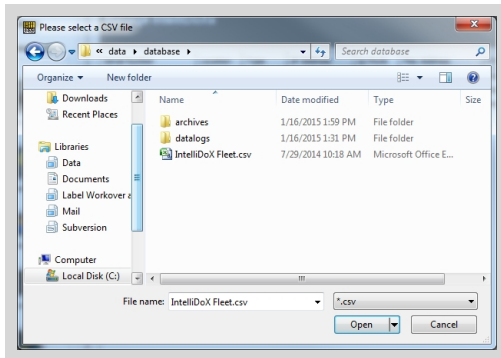 Please select a CSV file
« data ▸ database ▸
Search database
Organize ▼ New folder
Name Date modified Type Size
Downloads
Recent Places
Libraries
Data
Documents
Label Workover
Mail
Subversion
Computer
Local Disk (C:)
archives 1/16/2015 1:59 PM File folder
datalogs 1/16/2015 1:31 PM File folder
IntelliDoX Fleet.csv 7/29/2014 10:18 AM Microsoft Office E...
File name: IntelliDoX Fleet.csv
*.csv
Open Cancel